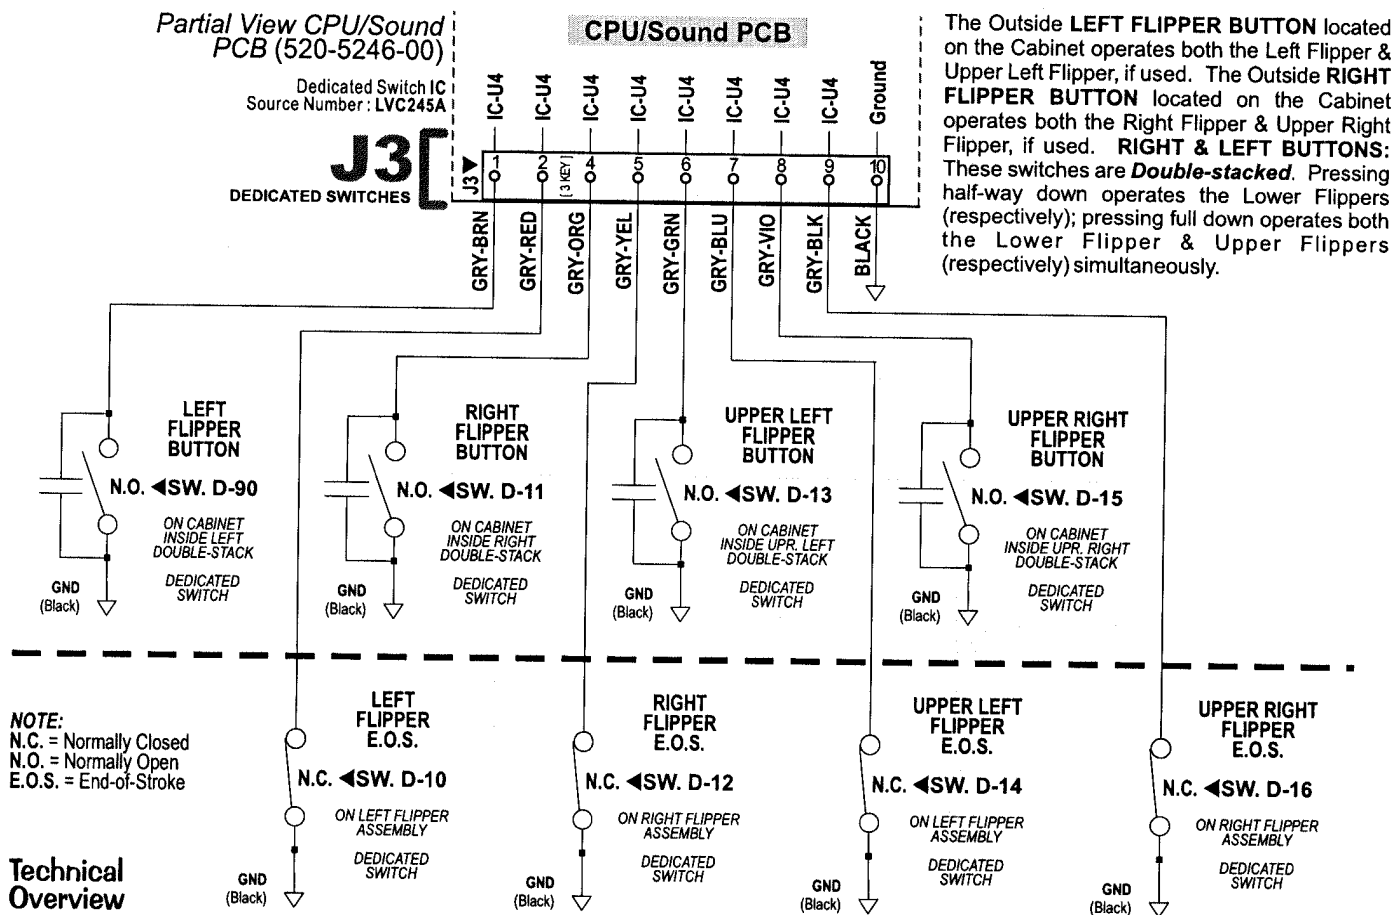 Partial View CPU/Sound
PCB (520-5246-00)
Dedicated Switch IC
Source Number : LVC245A
J3
DEDICATED SWITCHES
CPU/Sound PCB
IC-U4
IC-U4
IC-U4
IC-U4
IC-U4
IC-U4
IC-U4
IC-U4
Ground
J3
1 2 [3 KEY] 4 5 6 7 8 9 10
GRY-BRN
GRY-RED
GRY-ORG
GRY-YEL
GRY-GRN
GRY-BLU
GRY-VIO
GRY-BLK
BLACK
The Outside LEFT FLIPPER BUTTON located
on the Cabinet operates both the Left Flipper &
Upper Left Flipper, if used. The Outside RIGHT
FLIPPER BUTTON located on the Cabinet
operates both the Right Flipper & Upper Right
Flipper, if used. RIGHT & LEFT BUTTONS:
These switches are Double-stacked. Pressing
half-way down operates the Lower Flippers
(respectively); pressing full down operates both
the Lower Flipper & Upper Flippers
(respectively) simultaneously.
LEFT
FLIPPER
BUTTON
N.O. ◄SW. D-90
ON CABINET
INSIDE LEFT
DOUBLE-STACK
DEDICATED
SWITCH
GND
(Black)
RIGHT
FLIPPER
BUTTON
N.O. ◄SW. D-11
ON CABINET
INSIDE RIGHT
DOUBLE-STACK
DEDICATED
SWITCH
GND
(Black)
UPPER LEFT
FLIPPER
BUTTON
N.O. ◄SW. D-13
ON CABINET
INSIDE UPR. LEFT
DOUBLE-STACK
DEDICATED
SWITCH
GND
(Black)
UPPER RIGHT
FLIPPER
BUTTON
N.O. ◄SW. D-15
ON CABINET
INSIDE UPR. RIGHT
DOUBLE-STACK
DEDICATED
SWITCH
GND
(Black)
NOTE:
N.C. = Normally Closed
N.O. = Normally Open
E.O.S. = End-of-Stroke
LEFT
FLIPPER
E.O.S.
N.C. ◄SW. D-10
ON LEFT FLIPPER
ASSEMBLY
DEDICATED
SWITCH
GND
(Black)
RIGHT
FLIPPER
E.O.S.
N.C. ◄SW. D-12
ON RIGHT FLIPPER
ASSEMBLY
DEDICATED
SWITCH
GND
(Black)
UPPER LEFT
FLIPPER
E.O.S.
N.C. ◄SW. D-14
ON LEFT FLIPPER
ASSEMBLY
DEDICATED
SWITCH
GND
(Black)
UPPER RIGHT
FLIPPER
E.O.S.
N.C. ◄SW. D-16
ON RIGHT FLIPPER
ASSEMBLY
DEDICATED
SWITCH
GND
(Black)
Technical
Overview